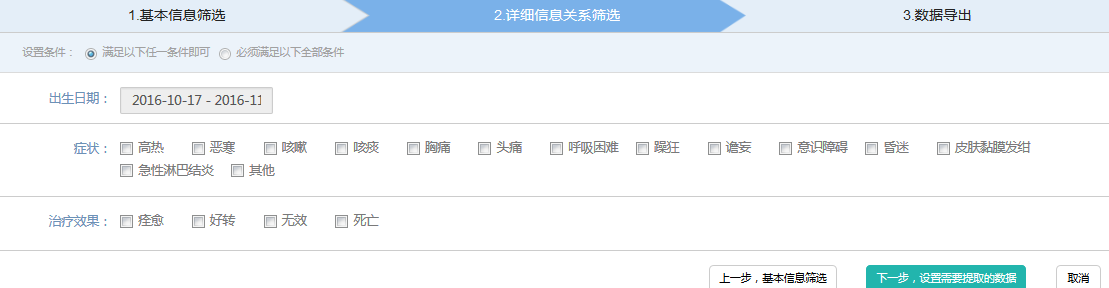 1.基本信息筛选 2.详细信息关系筛选 3.数据导出
设置条件： 满足以下任一条件即可 必须满足以下全部条件
出生日期： 2016-10-17 - 2016-11
症状： 高热 恶寒 咳嗽 咳痰 胸痛 头痛 呼吸困难 躁狂 谵妄 意识障碍 昏迷 皮肤黏膜发绀
急性淋巴结炎 其他
治疗效果： 痊愈 好转 无效 死亡
上一步，基本信息筛选 下一步，设置需要提取的数据 取消